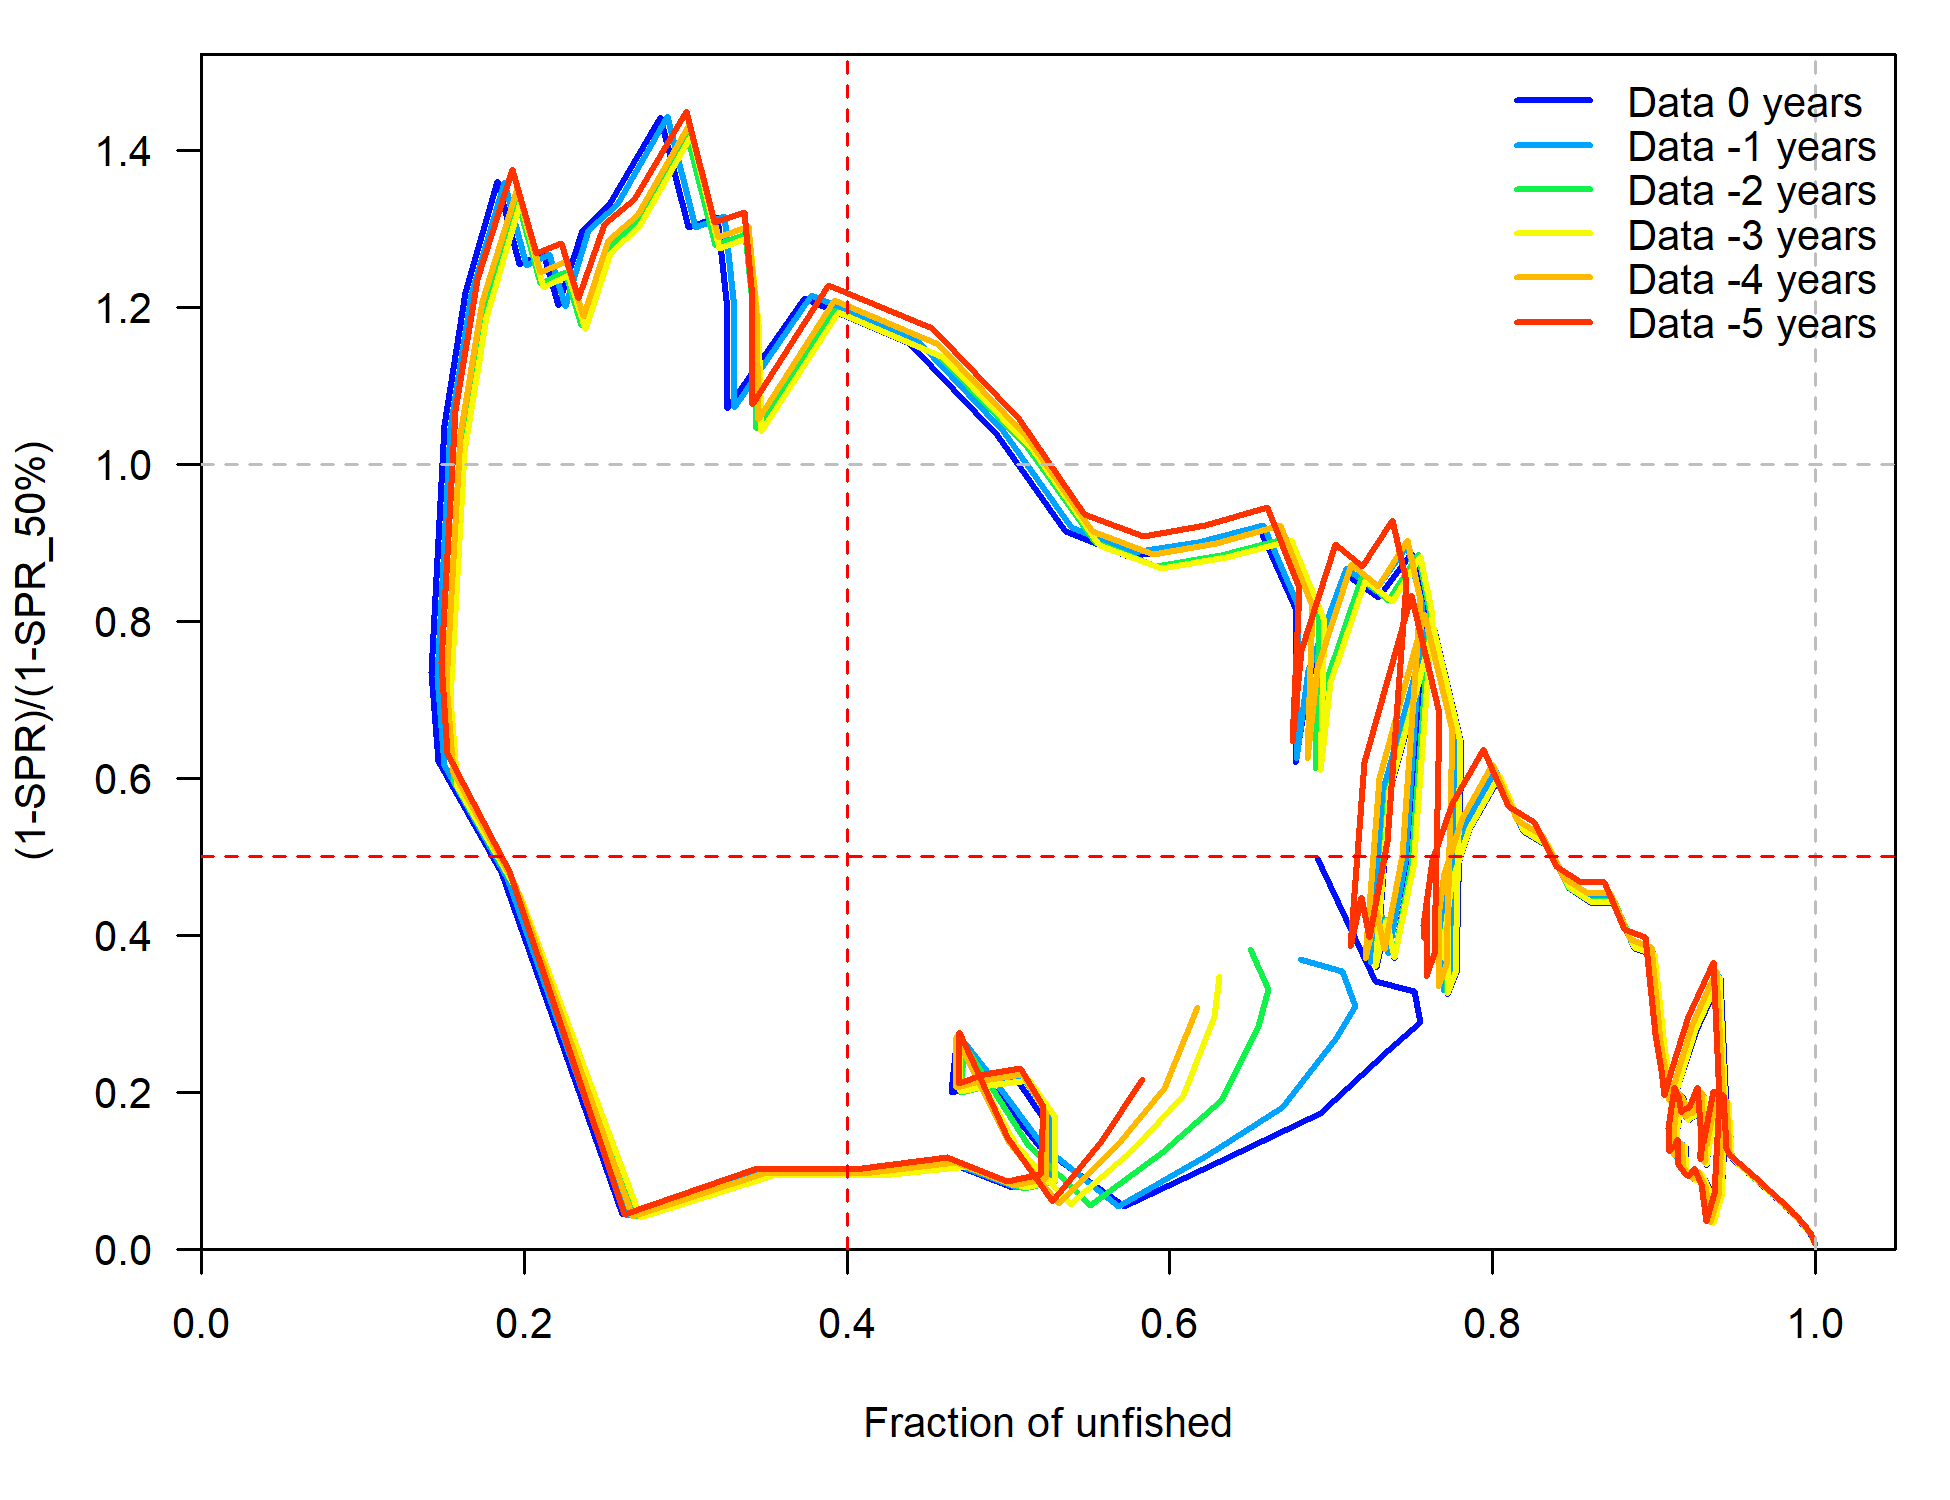 Data 0 years
Data -1 years
Data -2 years
Data -3 years
Data -4 years
Data -5 years
(1-SPR)/(1-SPR_50%)
1.4
1.2
1.0
0.8
0.6
0.4
0.2
0.0
0.0 0.2 0.4 0.6 0.8 1.0
Fraction of unfished